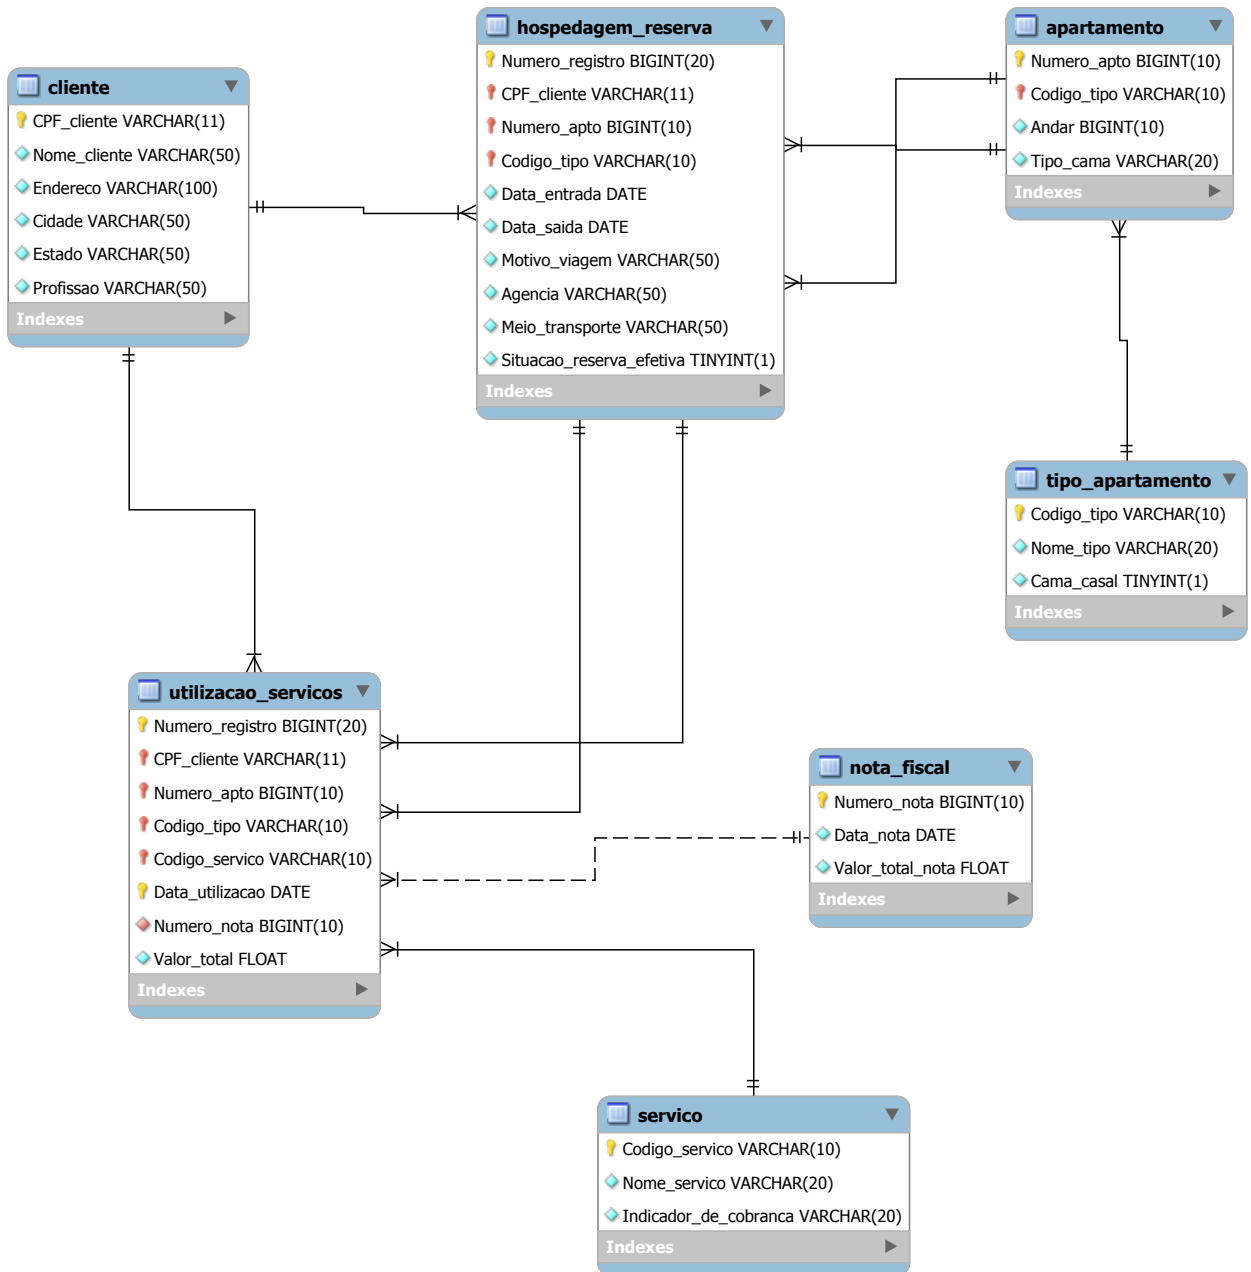 hospedagem_reserva
Numero_registro BIGINT(20)
CPF_cliente VARCHAR(11)
Numero_apto BIGINT(10)
Codigo_tipo VARCHAR(10)
Data_entrada DATE
Data_saida DATE
Motivo_viagem VARCHAR(50)
Agencia VARCHAR(50)
Meio_transporte VARCHAR(50)
Situacao_reserva_efetiva TINYINT(1)
Indexes
apartamento
Numero_apto BIGINT(10)
Codigo_tipo VARCHAR(10)
Andar BIGINT(10)
Tipo_cama VARCHAR(20)
Indexes
cliente
CPF_cliente VARCHAR(11)
Nome_cliente VARCHAR(50)
Endereco VARCHAR(100)
Cidade VARCHAR(50)
Estado VARCHAR(50)
Profissao VARCHAR(50)
Indexes
tipo_apartamento
Codigo_tipo VARCHAR(10)
Nome_tipo VARCHAR(20)
Cama_casal TINYINT(1)
Indexes
utilizacao_servicos
Numero_registro BIGINT(20)
CPF_cliente VARCHAR(11)
Numero_apto BIGINT(10)
Codigo_tipo VARCHAR(10)
Codigo_servico VARCHAR(10)
Data_utilizacao DATE
Numero_nota BIGINT(10)
Valor_total FLOAT
Indexes
nota_fiscal
Numero_nota BIGINT(10)
Data_nota DATE
Valor_total_nota FLOAT
Indexes
servico
Codigo_servico VARCHAR(10)
Nome_servico VARCHAR(20)
Indicador_de_cobranca VARCHAR(20)
Indexes